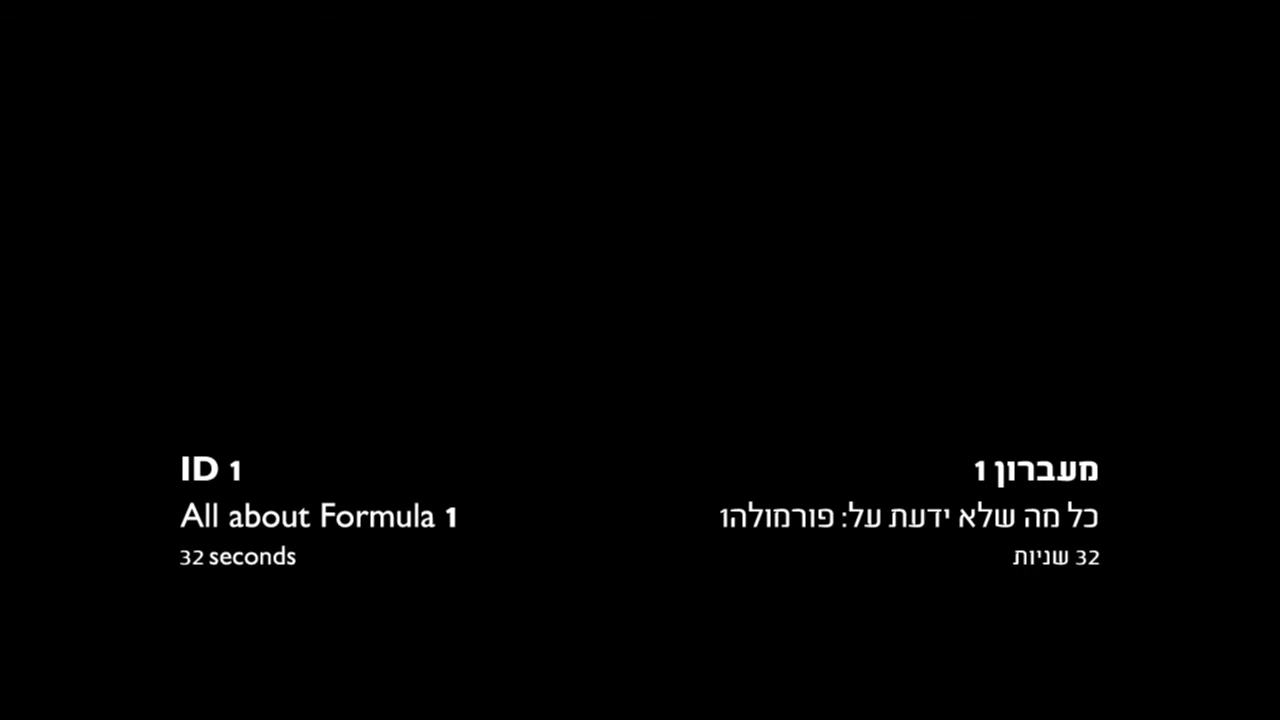 ID 1
All about Formula 1
32 seconds
מעברון 1
כל מה שלא ידעת על: פורמולה1
32 שניות